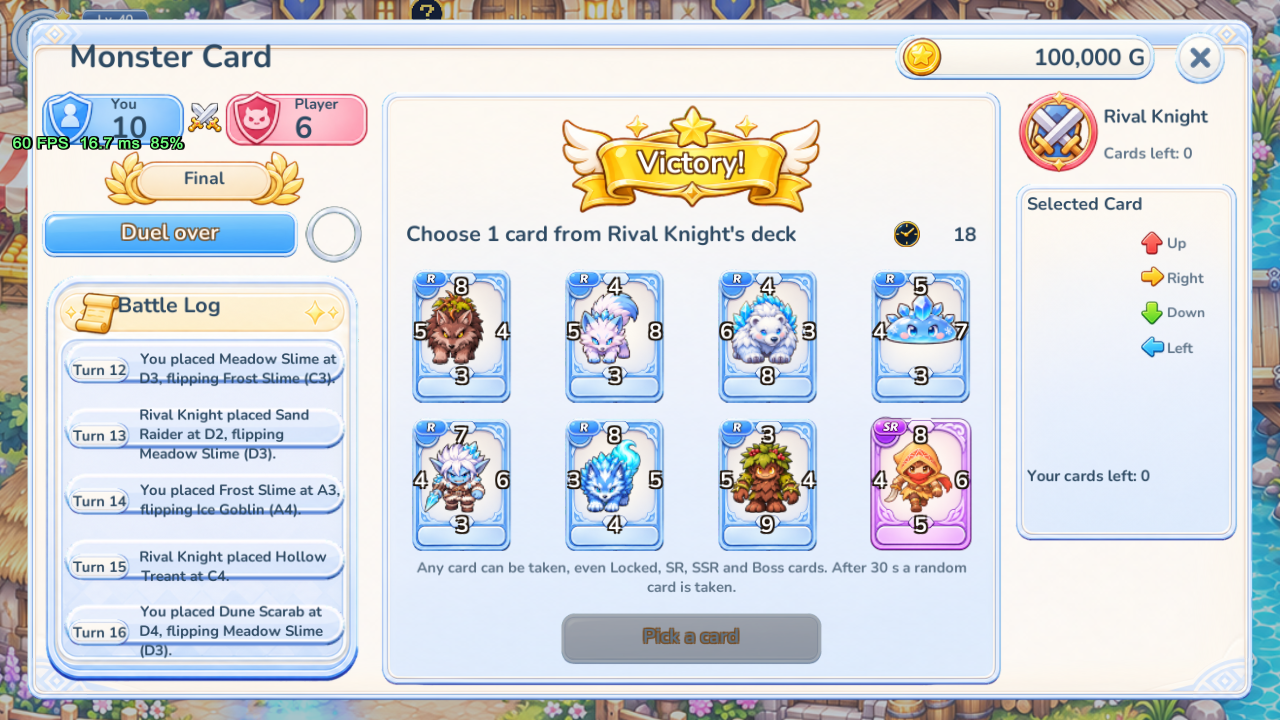 Lv. 40
?
Monster Card
100,000 G
You
10
Player
6
60 FPS 16.7 ms 85%
Final
Duel over
Battle Log
Turn 12
You placed Meadow Slime at
D3, flipping Frost Slime (C3).
Turn 13
Rival Knight placed Sand
Raider at D2, flipping
Meadow Slime (D3).
Turn 14
You placed Frost Slime at A3,
flipping Ice Goblin (A4).
Turn 15
Rival Knight placed Hollow
Treant at C4.
Turn 16
You placed Dune Scarab at
D4, flipping Meadow Slime
(D3).
Victory!
Choose 1 card from Rival Knight's deck
18
R 8
5 4
3
R 4
5 8
3
R 4
6 3
8
R 5
4 7
3
R 7
4 6
3
R 8
3 5
4
R 3
5 4
9
SR 8
4 6
5
Any card can be taken, even Locked, SR, SSR and Boss cards. After 30 s a random
card is taken.
Pick a card
Rival Knight
Cards left: 0
Selected Card
Up
Right
Down
Left
Your cards left: 0